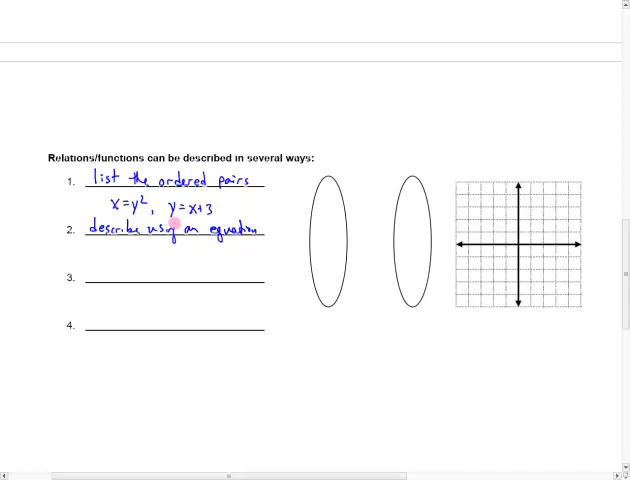 Relations/functions can be described in several ways:
1. list the ordered pairs
x = y², y = x+3
2. describe using an equation
3.
4.